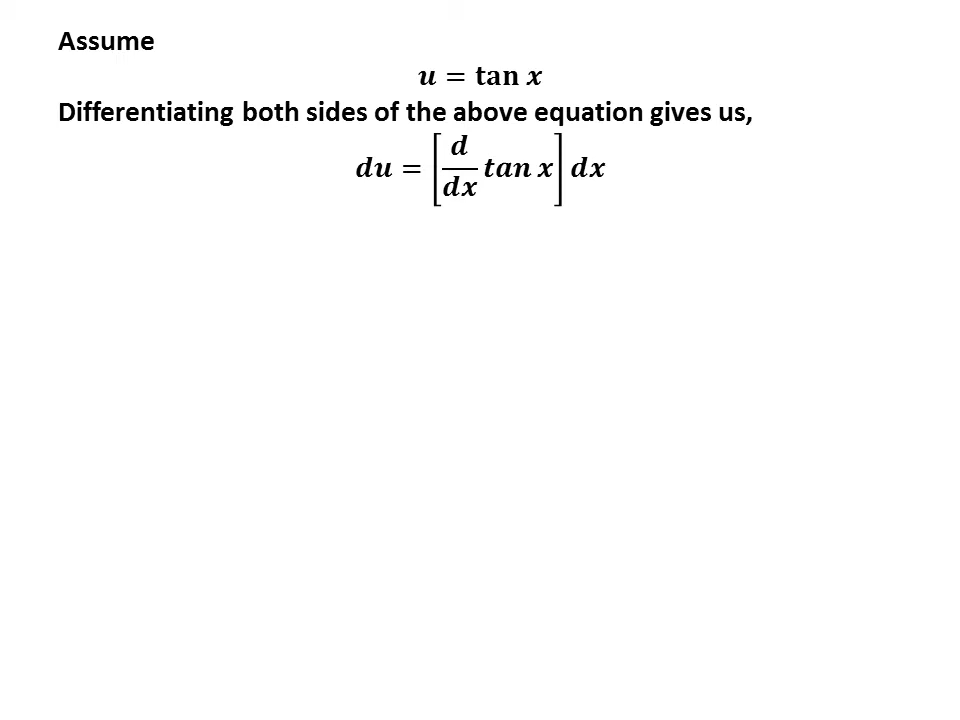 Assume
u = tan x
Differentiating both sides of the above equation gives us,
du = [d/dx tan x] dx